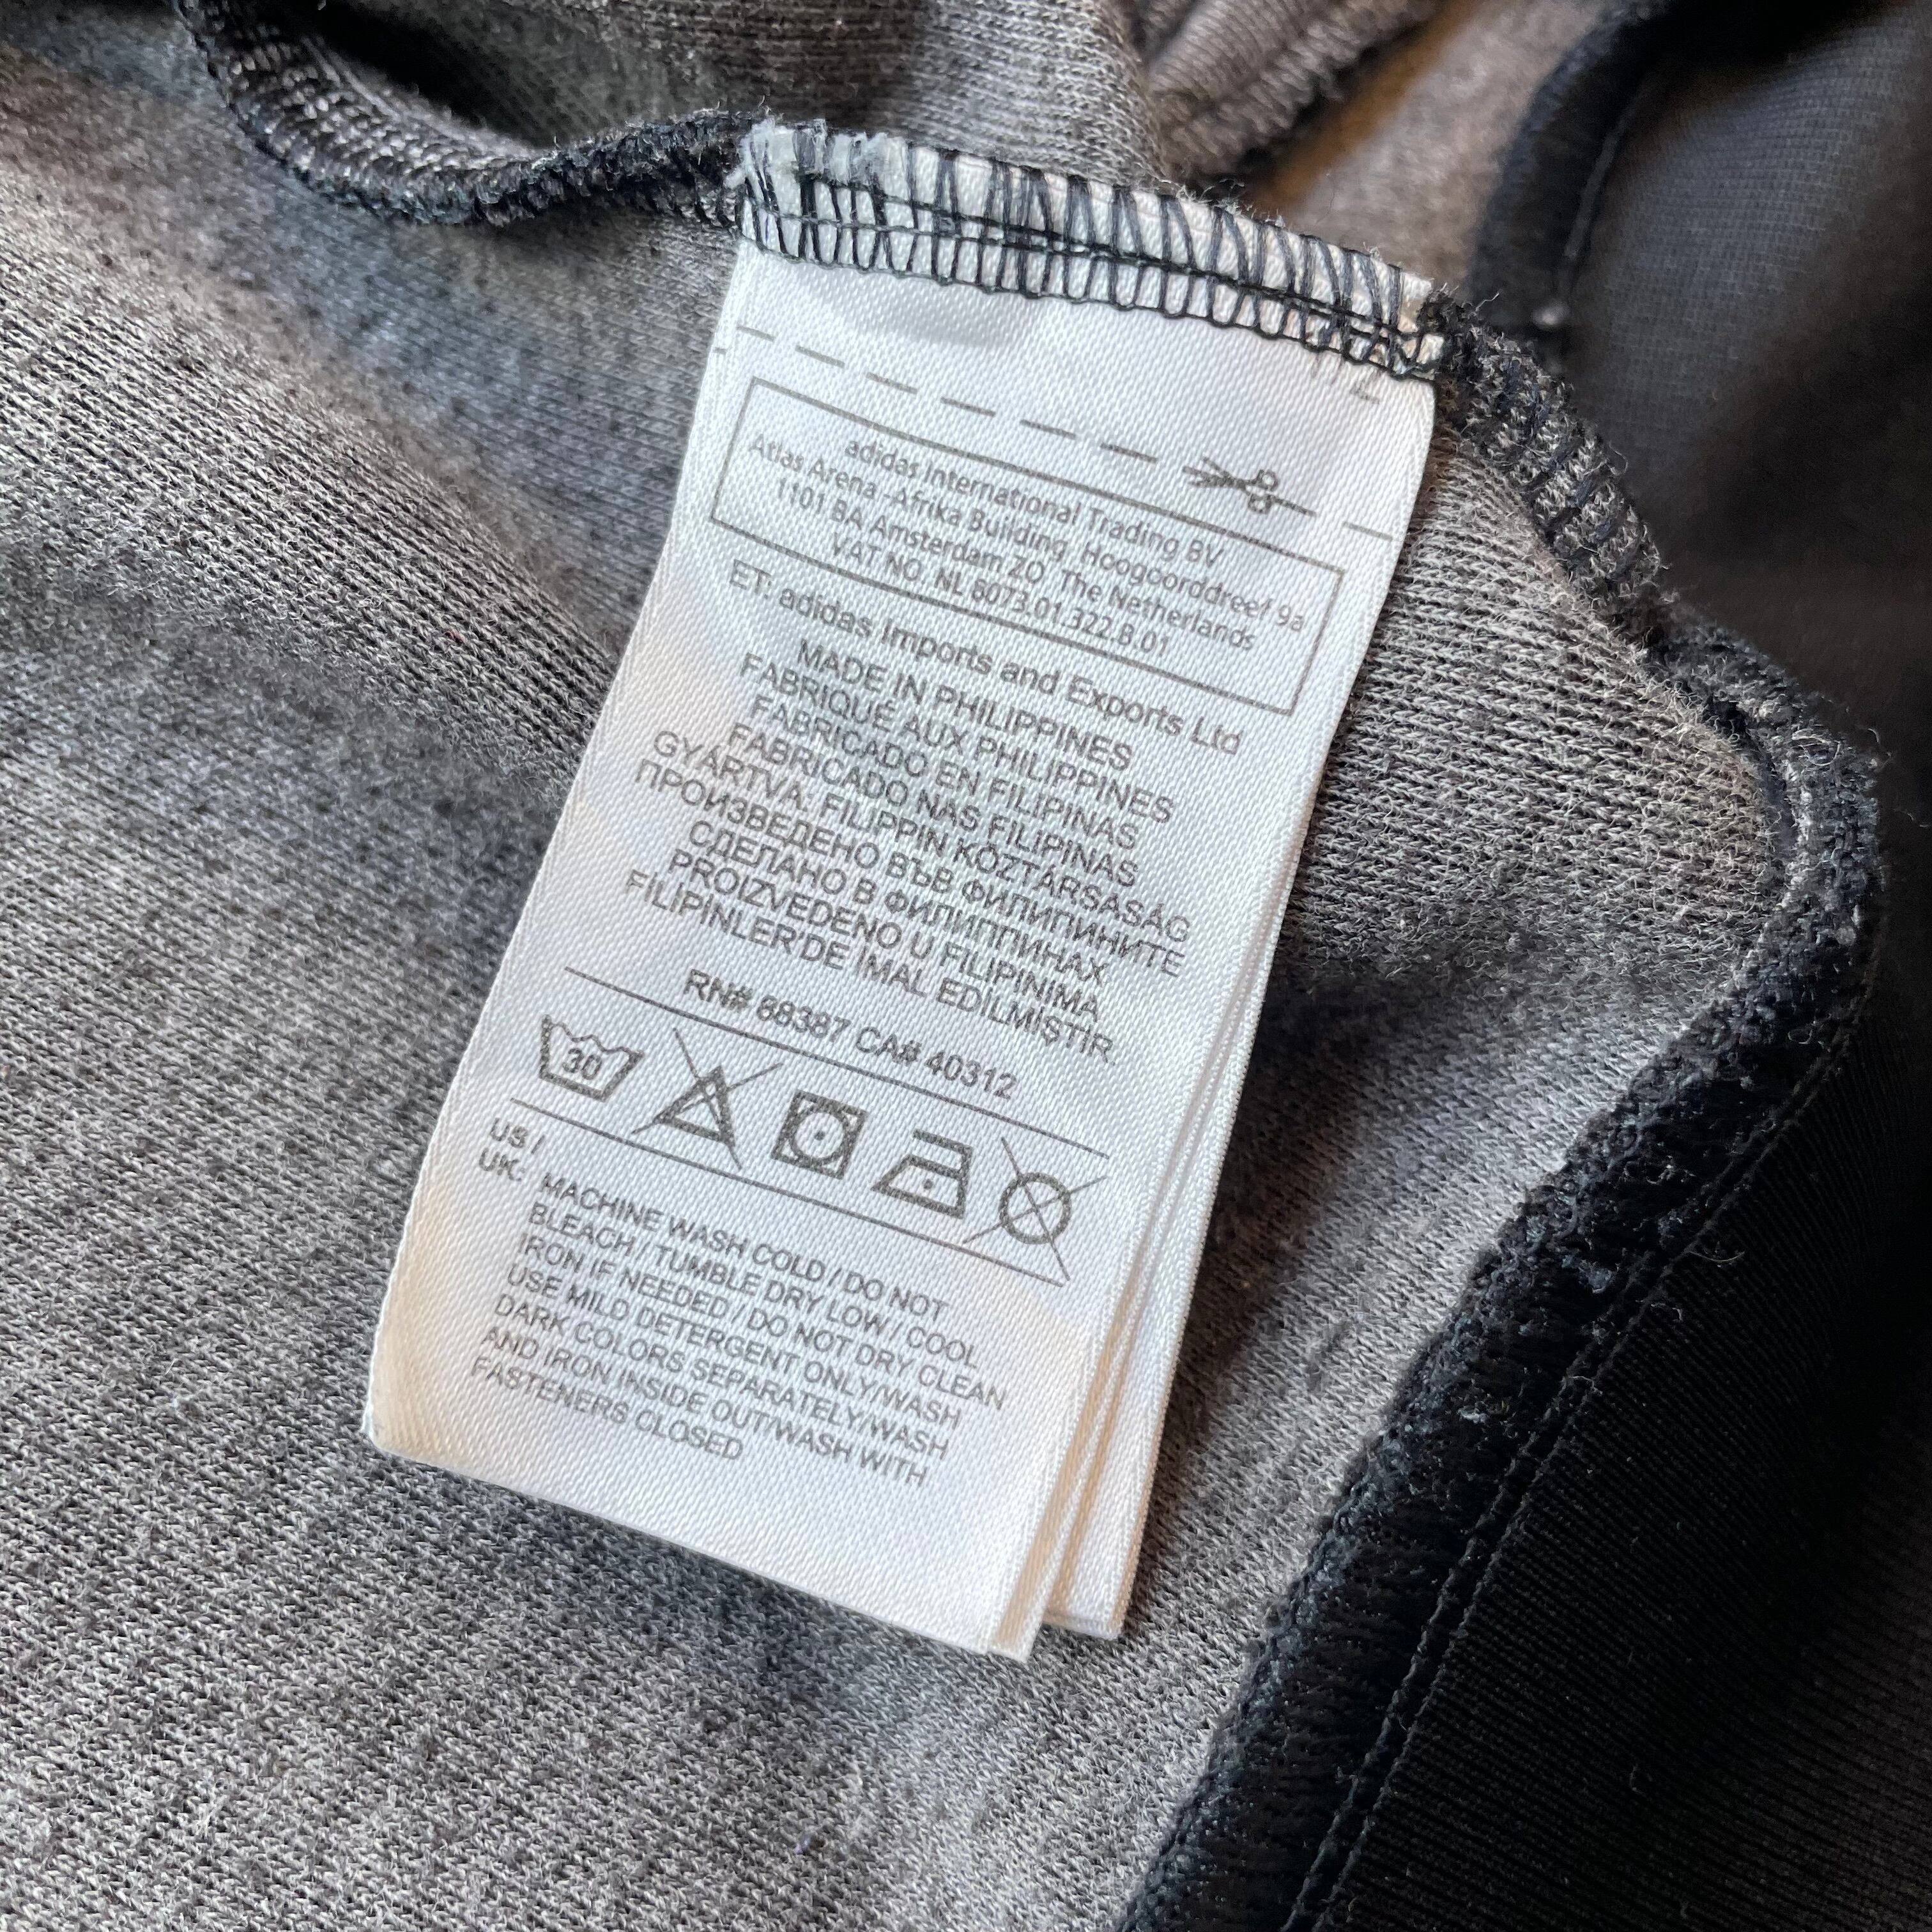 adidas International Trading BV
Atlas Arena-Afrika Building, Hoogoorddreef 9a
1101 BA Amsterdam ZO, The Netherlands
VAT NO: NL 8073.01.322.B.01
ET: adidas Imports and Exports Ltd
MADE IN PHILIPPINES
FABRIQUÉ AUX PHILIPPINES
FABRICADO EN FILIPINAS
FABRICADO NAS FILIPINAS
GYÁRTVA: FILIPPIN KÖZTÁRSASÁG
ПРОИЗВЕДЕНО ВЪВ ФИЛИПИНИТЕ
СДЕЛАНО В ФИЛИППИНАХ
PROIZVEDENO U FILIPINIMA
FILIPINLER'DE İMAL EDİLMİŞTİR
RN# 88387 CA# 40312
30
US /
UK: MACHINE WASH COLD / DO NOT
BLEACH / TUMBLE DRY LOW / COOL
IRON IF NEEDED / DO NOT DRY CLEAN
USE MILD DETERGENT ONLY/WASH
DARK COLORS SEPARATELY/WASH
AND IRON INSIDE OUT/WASH WITH
FASTENERS CLOSED